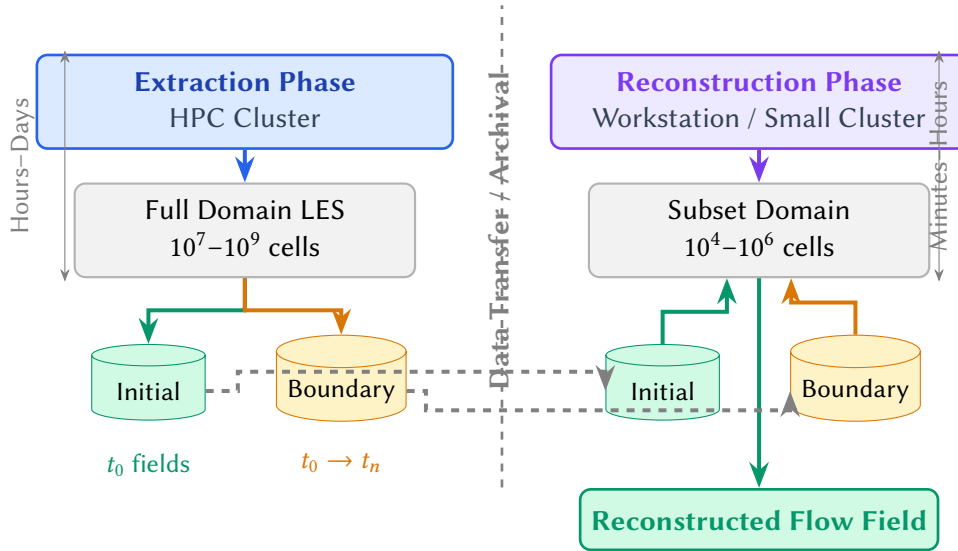 Extraction Phase
HPC Cluster
Hours–Days
Full Domain LES
10⁷–10⁹ cells
Initial
Boundary
t₀ fields
t₀ → tₙ
Data Transfer / Archival
Reconstruction Phase
Workstation / Small Cluster
Minutes–Hours
Subset Domain
10⁴–10⁶ cells
Initial
Boundary
Reconstructed Flow Field